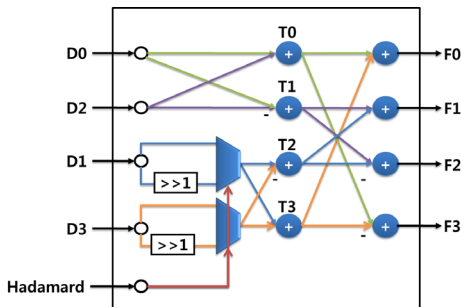 T0
D0 + + F0
T1
D2 - + + F1
T2
D1 >>1 + - + - F2
T3
D3 >>1 + + - F3
Hadamard